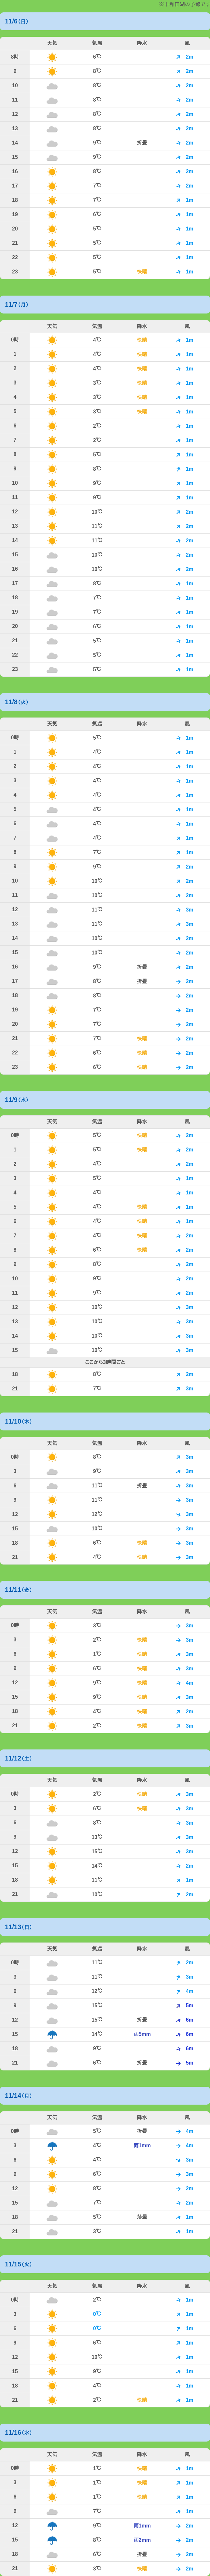 ※十和田湖の予報です
11/6(日)
天気 気温 降水 風
8時 6℃ 2m
9 8℃ 2m
10 8℃ 2m
11 8℃ 2m
12 8℃ 2m
13 8℃ 2m
14 9℃ 折畳 2m
15 9℃ 2m
16 8℃ 2m
17 7℃ 2m
18 7℃ 1m
19 6℃ 1m
20 5℃ 1m
21 5℃ 1m
22 5℃ 1m
23 5℃ 快晴 1m
11/7(月)
天気 気温 降水 風
0時 4℃ 快晴 1m
1 4℃ 快晴 1m
2 4℃ 快晴 1m
3 3℃ 快晴 1m
4 3℃ 快晴 1m
5 3℃ 快晴 1m
6 2℃ 1m
7 2℃ 1m
8 5℃ 1m
9 8℃ 1m
10 9℃ 1m
11 9℃ 1m
12 10℃ 2m
13 11℃ 2m
14 11℃ 2m
15 10℃ 2m
16 10℃ 2m
17 8℃ 1m
18 7℃ 1m
19 7℃ 1m
20 6℃ 1m
21 5℃ 1m
22 5℃ 1m
23 5℃ 1m
11/8(火)
天気 気温 降水 風
0時 5℃ 1m
1 4℃ 1m
2 4℃ 1m
3 4℃ 1m
4 4℃ 1m
5 4℃ 1m
6 4℃ 1m
7 4℃ 1m
8 7℃ 1m
9 9℃ 2m
10 10℃ 2m
11 10℃ 2m
12 11℃ 3m
13 11℃ 3m
14 10℃ 2m
15 10℃ 2m
16 9℃ 折畳 2m
17 8℃ 折畳 2m
18 8℃ 2m
19 7℃ 2m
20 7℃ 2m
21 7℃ 快晴 2m
22 6℃ 快晴 2m
23 6℃ 快晴 2m
11/9(水)
天気 気温 降水 風
0時 5℃ 快晴 2m
1 5℃ 快晴 2m
2 4℃ 2m
3 5℃ 1m
4 4℃ 1m
5 4℃ 快晴 1m
6 4℃ 快晴 1m
7 4℃ 快晴 2m
8 6℃ 快晴 2m
9 8℃ 2m
10 9℃ 2m
11 9℃ 2m
12 10℃ 3m
13 10℃ 3m
14 10℃ 3m
15 10℃ 3m
ここから3時間ごと
18 8℃ 2m
21 7℃ 3m
11/10(木)
天気 気温 降水 風
0時 8℃ 3m
3 9℃ 3m
6 11℃ 折畳 3m
9 11℃ 3m
12 12℃ 3m
15 10℃ 3m
18 6℃ 快晴 3m
21 4℃ 快晴 3m
11/11(金)
天気 気温 降水 風
0時 3℃ 3m
3 2℃ 快晴 3m
6 1℃ 快晴 3m
9 6℃ 快晴 3m
12 9℃ 快晴 4m
15 9℃ 快晴 3m
18 4℃ 快晴 2m
21 2℃ 快晴 3m
11/12(土)
天気 気温 降水 風
0時 2℃ 快晴 3m
3 6℃ 快晴 3m
6 8℃ 3m
9 13℃ 3m
12 15℃ 3m
15 14℃ 2m
18 11℃ 1m
21 10℃ 2m
11/13(日)
天気 気温 降水 風
0時 11℃ 2m
3 11℃ 3m
6 12℃ 4m
9 15℃ 5m
12 15℃ 折畳 6m
15 14℃ 雨5mm 6m
18 9℃ 6m
21 6℃ 折畳 5m
11/14(月)
天気 気温 降水 風
0時 5℃ 折畳 4m
3 4℃ 雨1mm 4m
6 4℃ 3m
9 6℃ 3m
12 8℃ 2m
15 7℃ 2m
18 5℃ 薄曇 1m
21 3℃ 1m
11/15(火)
天気 気温 降水 風
0時 2℃ 1m
3 0℃ 1m
6 0℃ 1m
9 6℃ 1m
12 10℃ 1m
15 9℃ 1m
18 4℃ 1m
21 2℃ 快晴 1m
11/16(水)
天気 気温 降水 風
0時 1℃ 快晴 1m
3 1℃ 快晴 1m
6 1℃ 快晴 1m
9 7℃ 1m
12 9℃ 雨1mm 2m
15 8℃ 雨2mm 2m
18 6℃ 折畳 2m
21 3℃ 快晴 2m